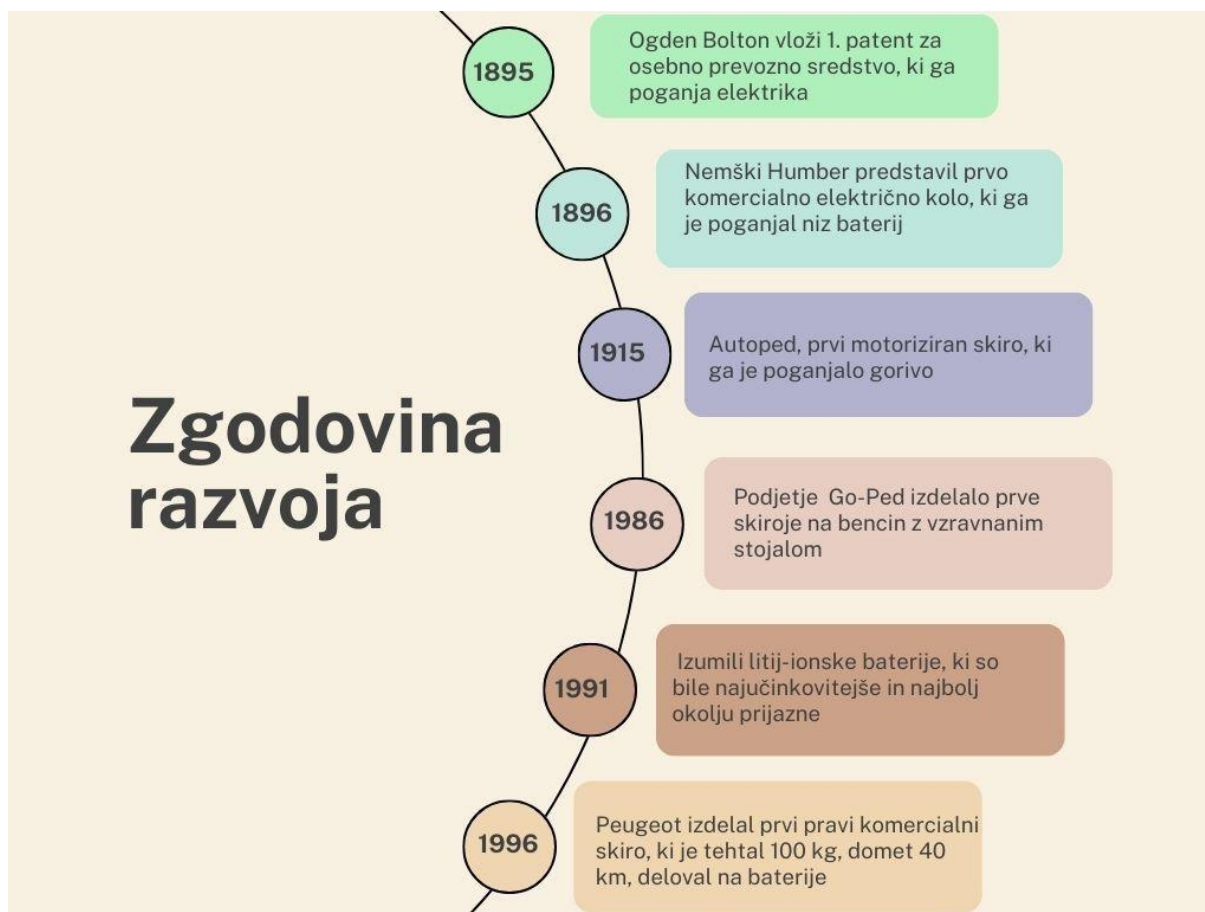 1895
Ogden Bolton vloži 1. patent za
osebno prevozno sredstvo, ki ga
poganja elektrika
1896
Nemški Humber predstavil prvo
komercialno električno kolo, ki ga
je poganjal niz baterij
1915
Autoped, prvi motoriziran skiro, ki
ga je poganjalo gorivo
Zgodovina
razvoja
1986
Podjetje Go-Ped izdelalo prve
skiroje na bencin z vzravnanim
stojalom
1991
Izumili litij-ionske baterije, ki so
bile najučinkovitejše in najbolj
okolju prijazne
1996
Peugeot izdelal prvi pravi komercialni
skiro, ki je tehtal 100 kg, domet 40
km, deloval na baterije